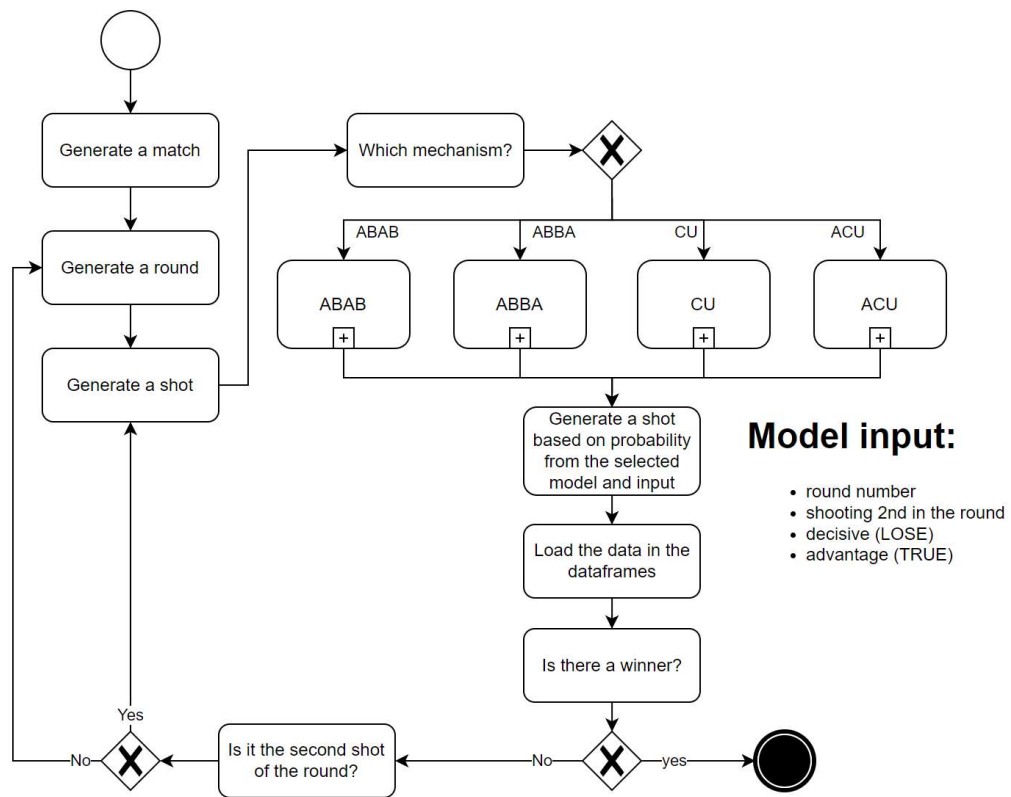 Generate a match
Generate a round
Generate a shot
Which mechanism?
ABAB
ABBA
CU
ACU
ABAB
ABBA
CU
ACU
Generate a shot
based on probability
from the selected
model and input
Model input:
• round number
• shooting 2nd in the round
• decisive (LOSE)
• advantage (TRUE)
Load the data in the
dataframes
Is there a winner?
No
yes
Is it the second shot
of the round?
Yes
No